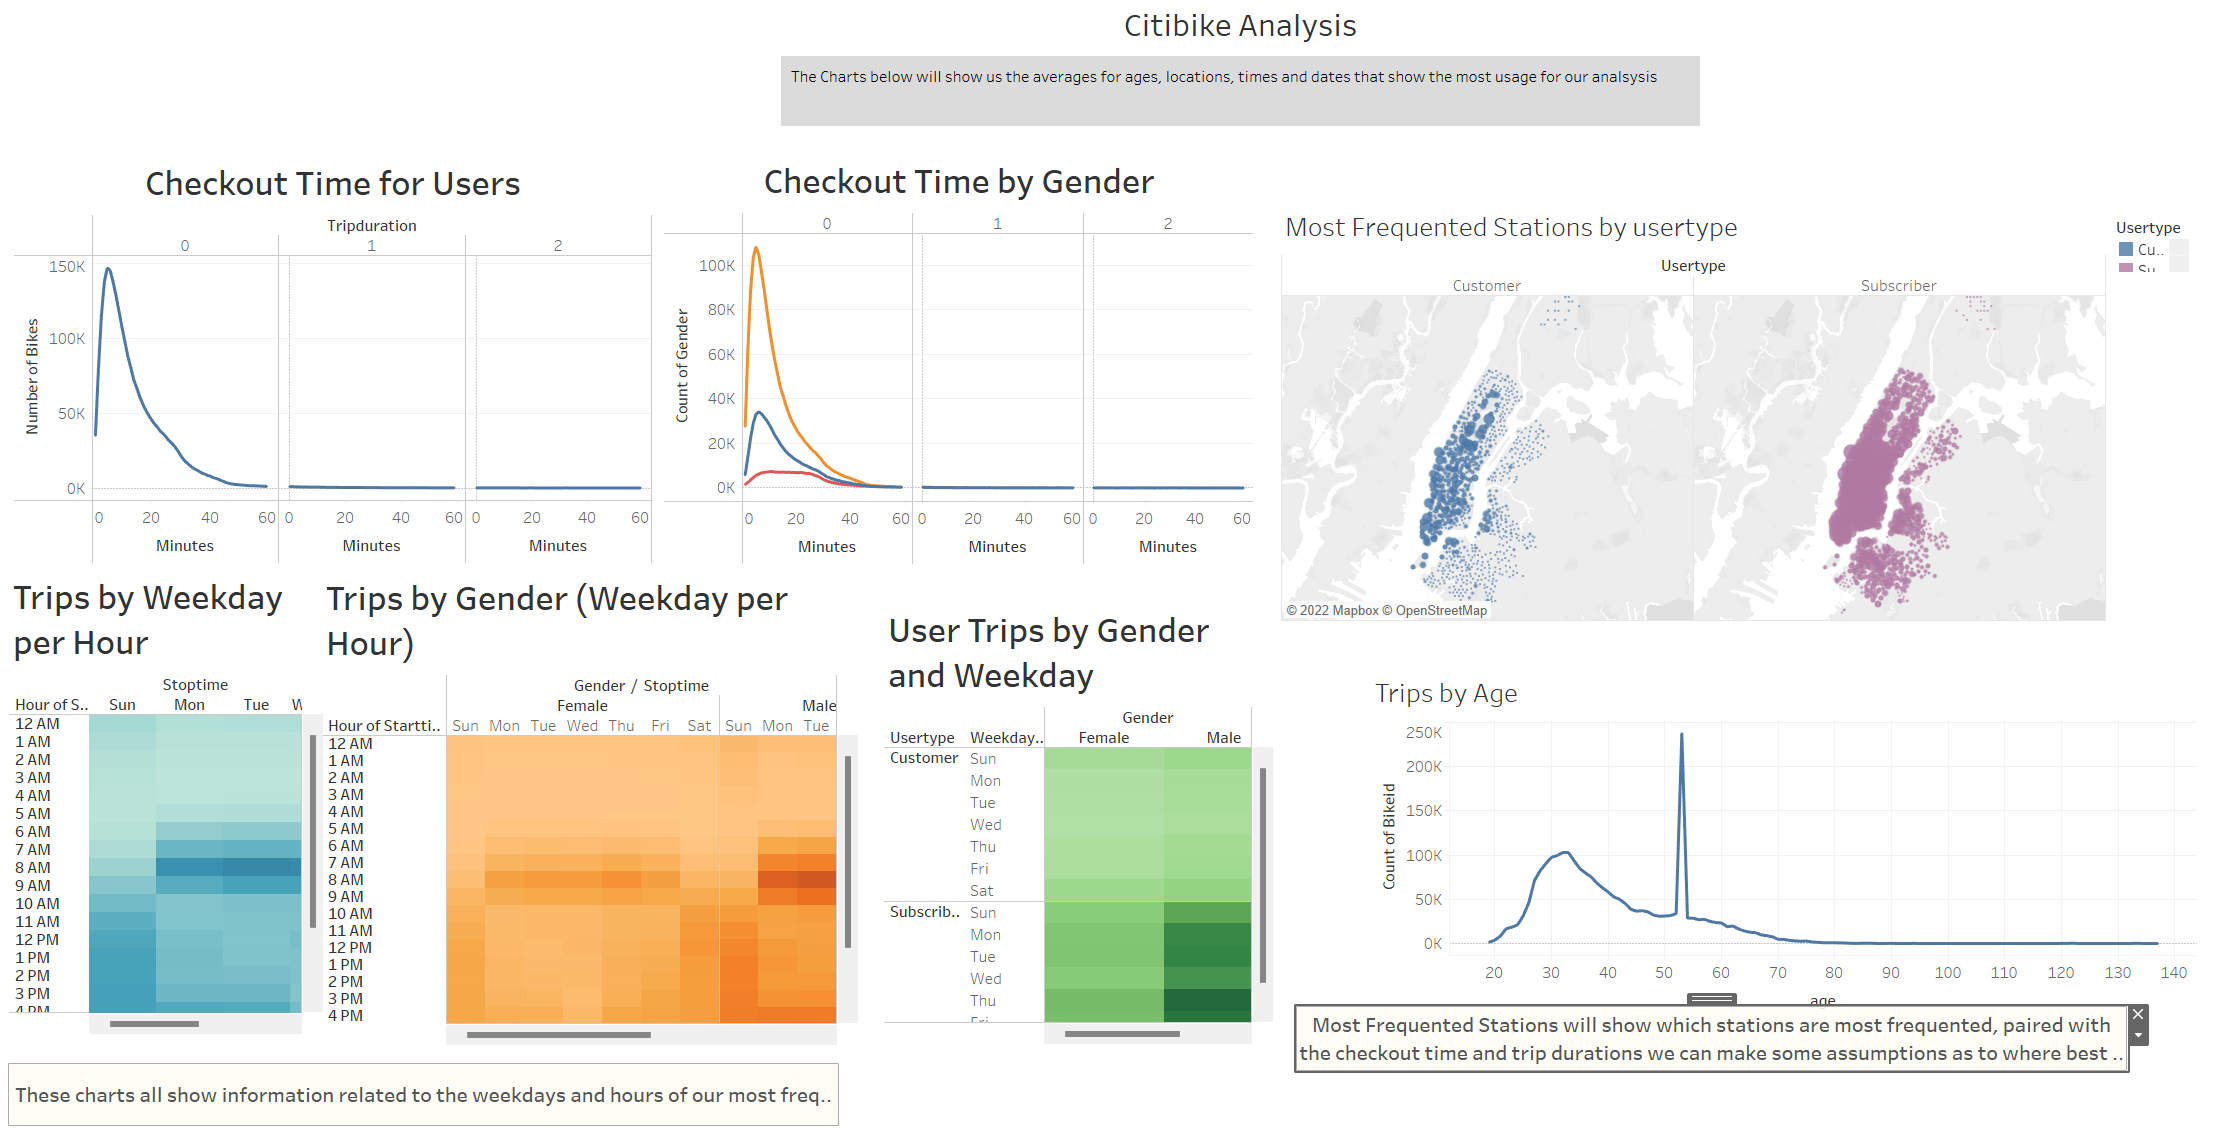 Citibike Analysis
The Charts below will show us the averages for ages, locations, times and dates that show the most usage for our analsysis
Checkout Time for Users
Tripduration
0 1 2
Number of Bikes
150K
100K
50K
0K
0 20 40 60 0 20 40 60 0 20 40 60
Minutes Minutes Minutes
Checkout Time by Gender
0 1 2
Count of Gender
100K
80K
60K
40K
20K
0K
0 20 40 60 0 20 40 60 0 20 40 60
Minutes Minutes Minutes
Most Frequented Stations by usertype
Usertype
Customer Subscriber
© 2022 Mapbox © OpenStreetMap
Usertype
Cu..
Su
Trips by Weekday
per Hour
Stoptime
Hour of S.. Sun Mon Tue W
12 AM
1 AM
2 AM
3 AM
4 AM
5 AM
6 AM
7 AM
8 AM
9 AM
10 AM
11 AM
12 PM
1 PM
2 PM
3 PM
4 PM
Trips by Gender (Weekday per
Hour)
Gender / Stoptime
Female Male
Hour of Startti.. Sun Mon Tue Wed Thu Fri Sat Sun Mon Tue
12 AM
1 AM
2 AM
3 AM
4 AM
5 AM
6 AM
7 AM
8 AM
9 AM
10 AM
11 AM
12 PM
1 PM
2 PM
3 PM
4 PM
User Trips by Gender
and Weekday
Gender
Usertype Weekday.. Female Male
Customer Sun
Mon
Tue
Wed
Thu
Fri
Sat
Subscrib.. Sun
Mon
Tue
Wed
Thu
Fri
Trips by Age
Count of Bikeid
250K
200K
150K
100K
50K
0K
20 30 40 50 60 70 80 90 100 110 120 130 140
age
Most Frequented Stations will show which stations are most frequented, paired with
the checkout time and trip durations we can make some assumptions as to where best ..
These charts all show information related to the weekdays and hours of our most freq..